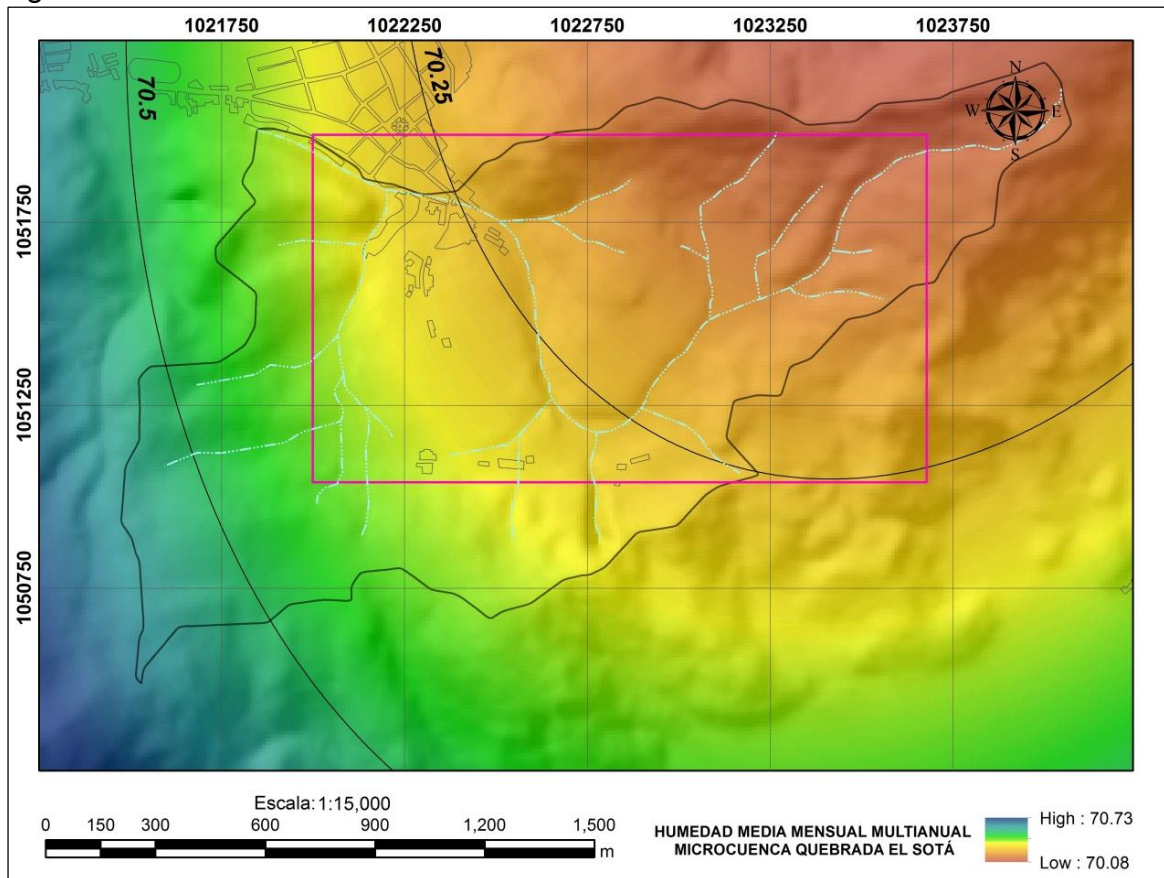 1021750 1022250 1022750 1023250 1023750
70.5
70.25
N
W E
S
1051750
1051250
1050750
Escala: 1:15,000
0 150 300 600 900 1,200 1,500
m
HUMEDAD MEDIA MENSUAL MULTIANUAL
MICROCUENCA QUEBRADA EL SOTÁ
High : 70.73
Low : 70.08